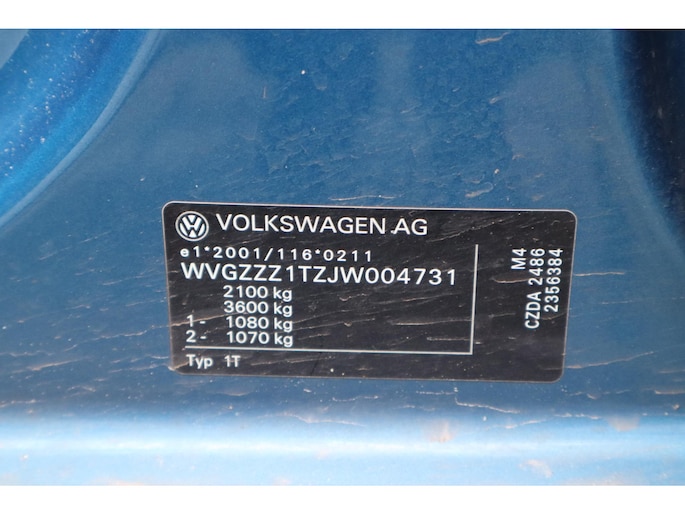 VOLKSWAGEN AG
e1*2001/116*0211
WVGZZZ1TZJW004731
2100 kg
3600 kg
1- 1080 kg
2- 1070 kg
Typ 1T
M4
CZDA 2486
2356384